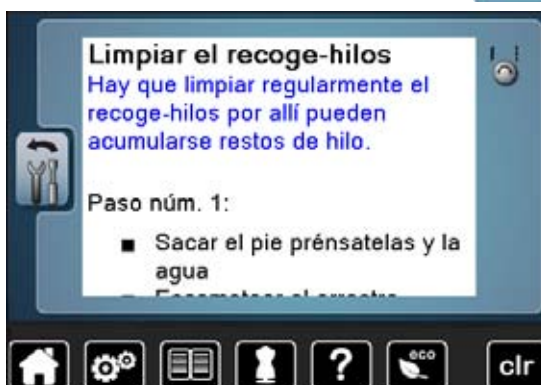 Limpiar el recoge-hilos
Hay que limpiar regularmente el
recoge-hilos por allí pueden
acumularse restos de hilo.
Paso núm. 1:
■ Sacar el pie prénsatelas y la
agua
?
eco
clr